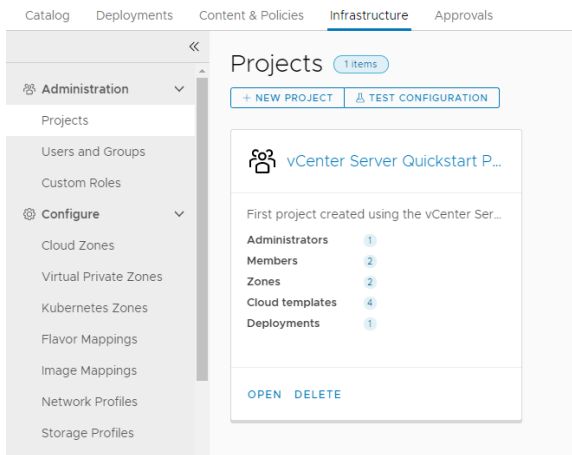 Catalog Deployments Content & Policies Infrastructure Approvals
Administration
Projects
Users and Groups
Custom Roles
Configure
Cloud Zones
Virtual Private Zones
Kubernetes Zones
Flavor Mappings
Image Mappings
Network Profiles
Storage Profiles
Projects 1 items
+ NEW PROJECT TEST CONFIGURATION
vCenter Server Quickstart P...
First project created using the vCenter Ser...
Administrators 1
Members 2
Zones 2
Cloud templates 4
Deployments 1
OPEN DELETE